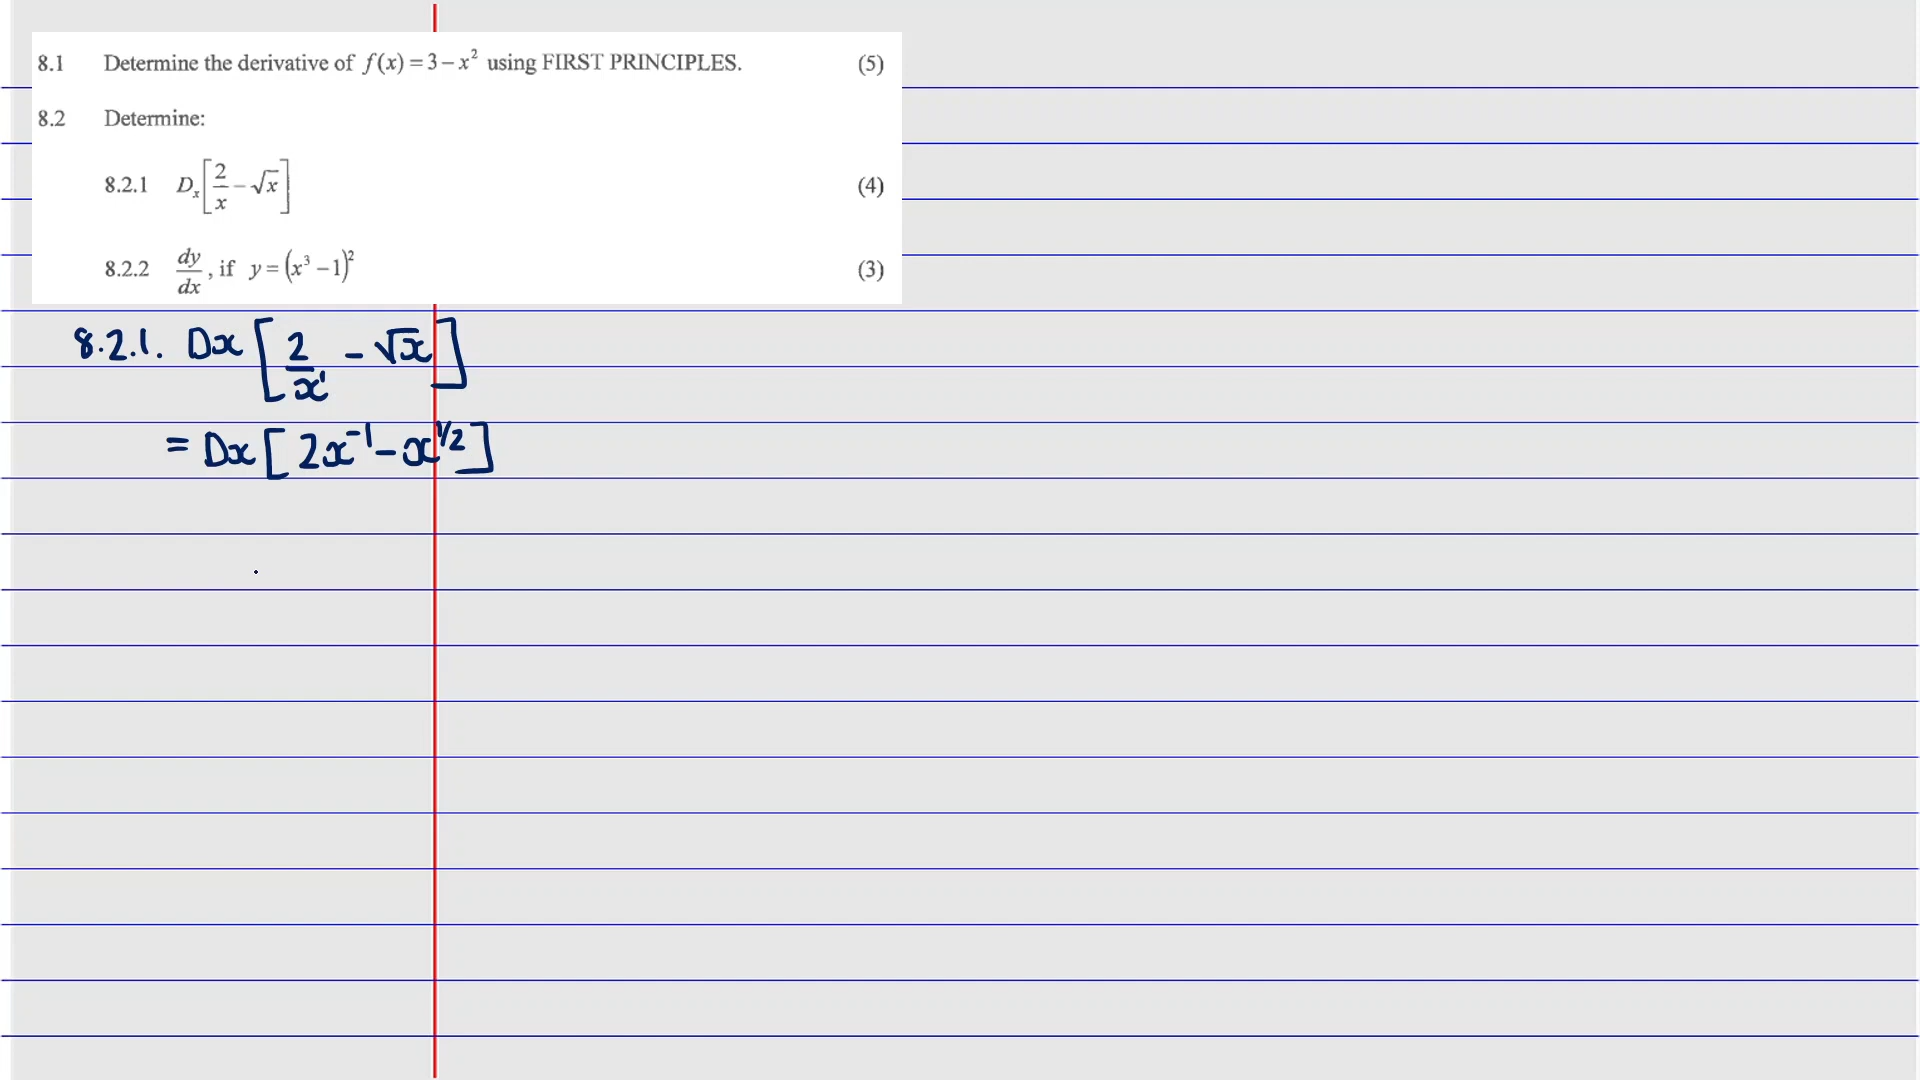 8.1 Determine the derivative of f(x) = 3 − x² using FIRST PRINCIPLES. (5)
8.2 Determine:
8.2.1 Dₓ[2/x − √x] (4)
8.2.2 dy/dx, if y = (x³ − 1)² (3)
8.2.1. Dx [2/x¹ − √x]
= Dx [2x⁻¹ − x^1/2]